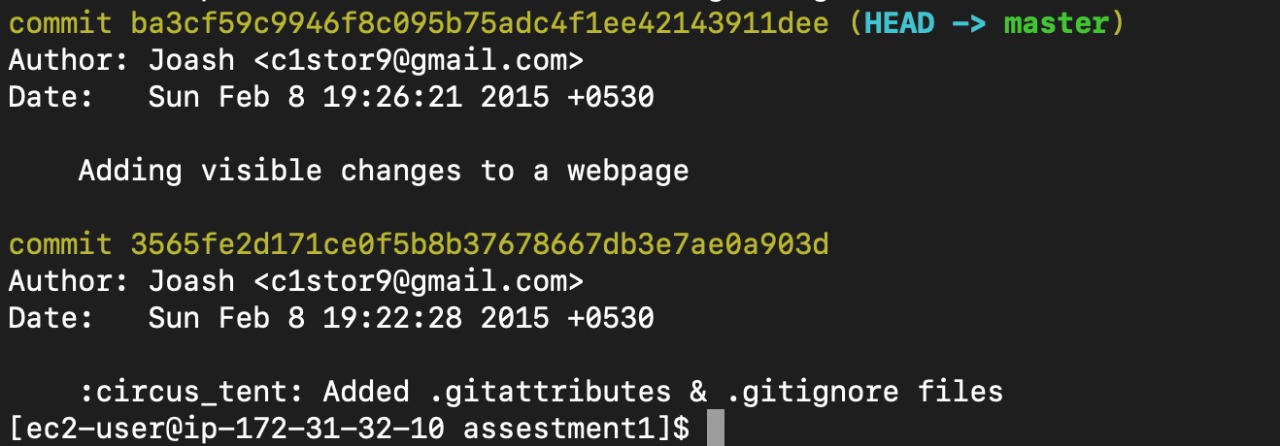 commit ba3cf59c9946f8c095b75adc4f1ee42143911dee (HEAD -> master)
Author: Joash <c1stor9@gmail.com>
Date:   Sun Feb 8 19:26:21 2015 +0530
    Adding visible changes to a webpage
commit 3565fe2d171ce0f5b8b37678667db3e7ae0a903d
Author: Joash <c1stor9@gmail.com>
Date:   Sun Feb 8 19:22:28 2015 +0530
    :circus_tent: Added .gitattributes & .gitignore files
[ec2-user@ip-172-31-32-10 assestment1]$